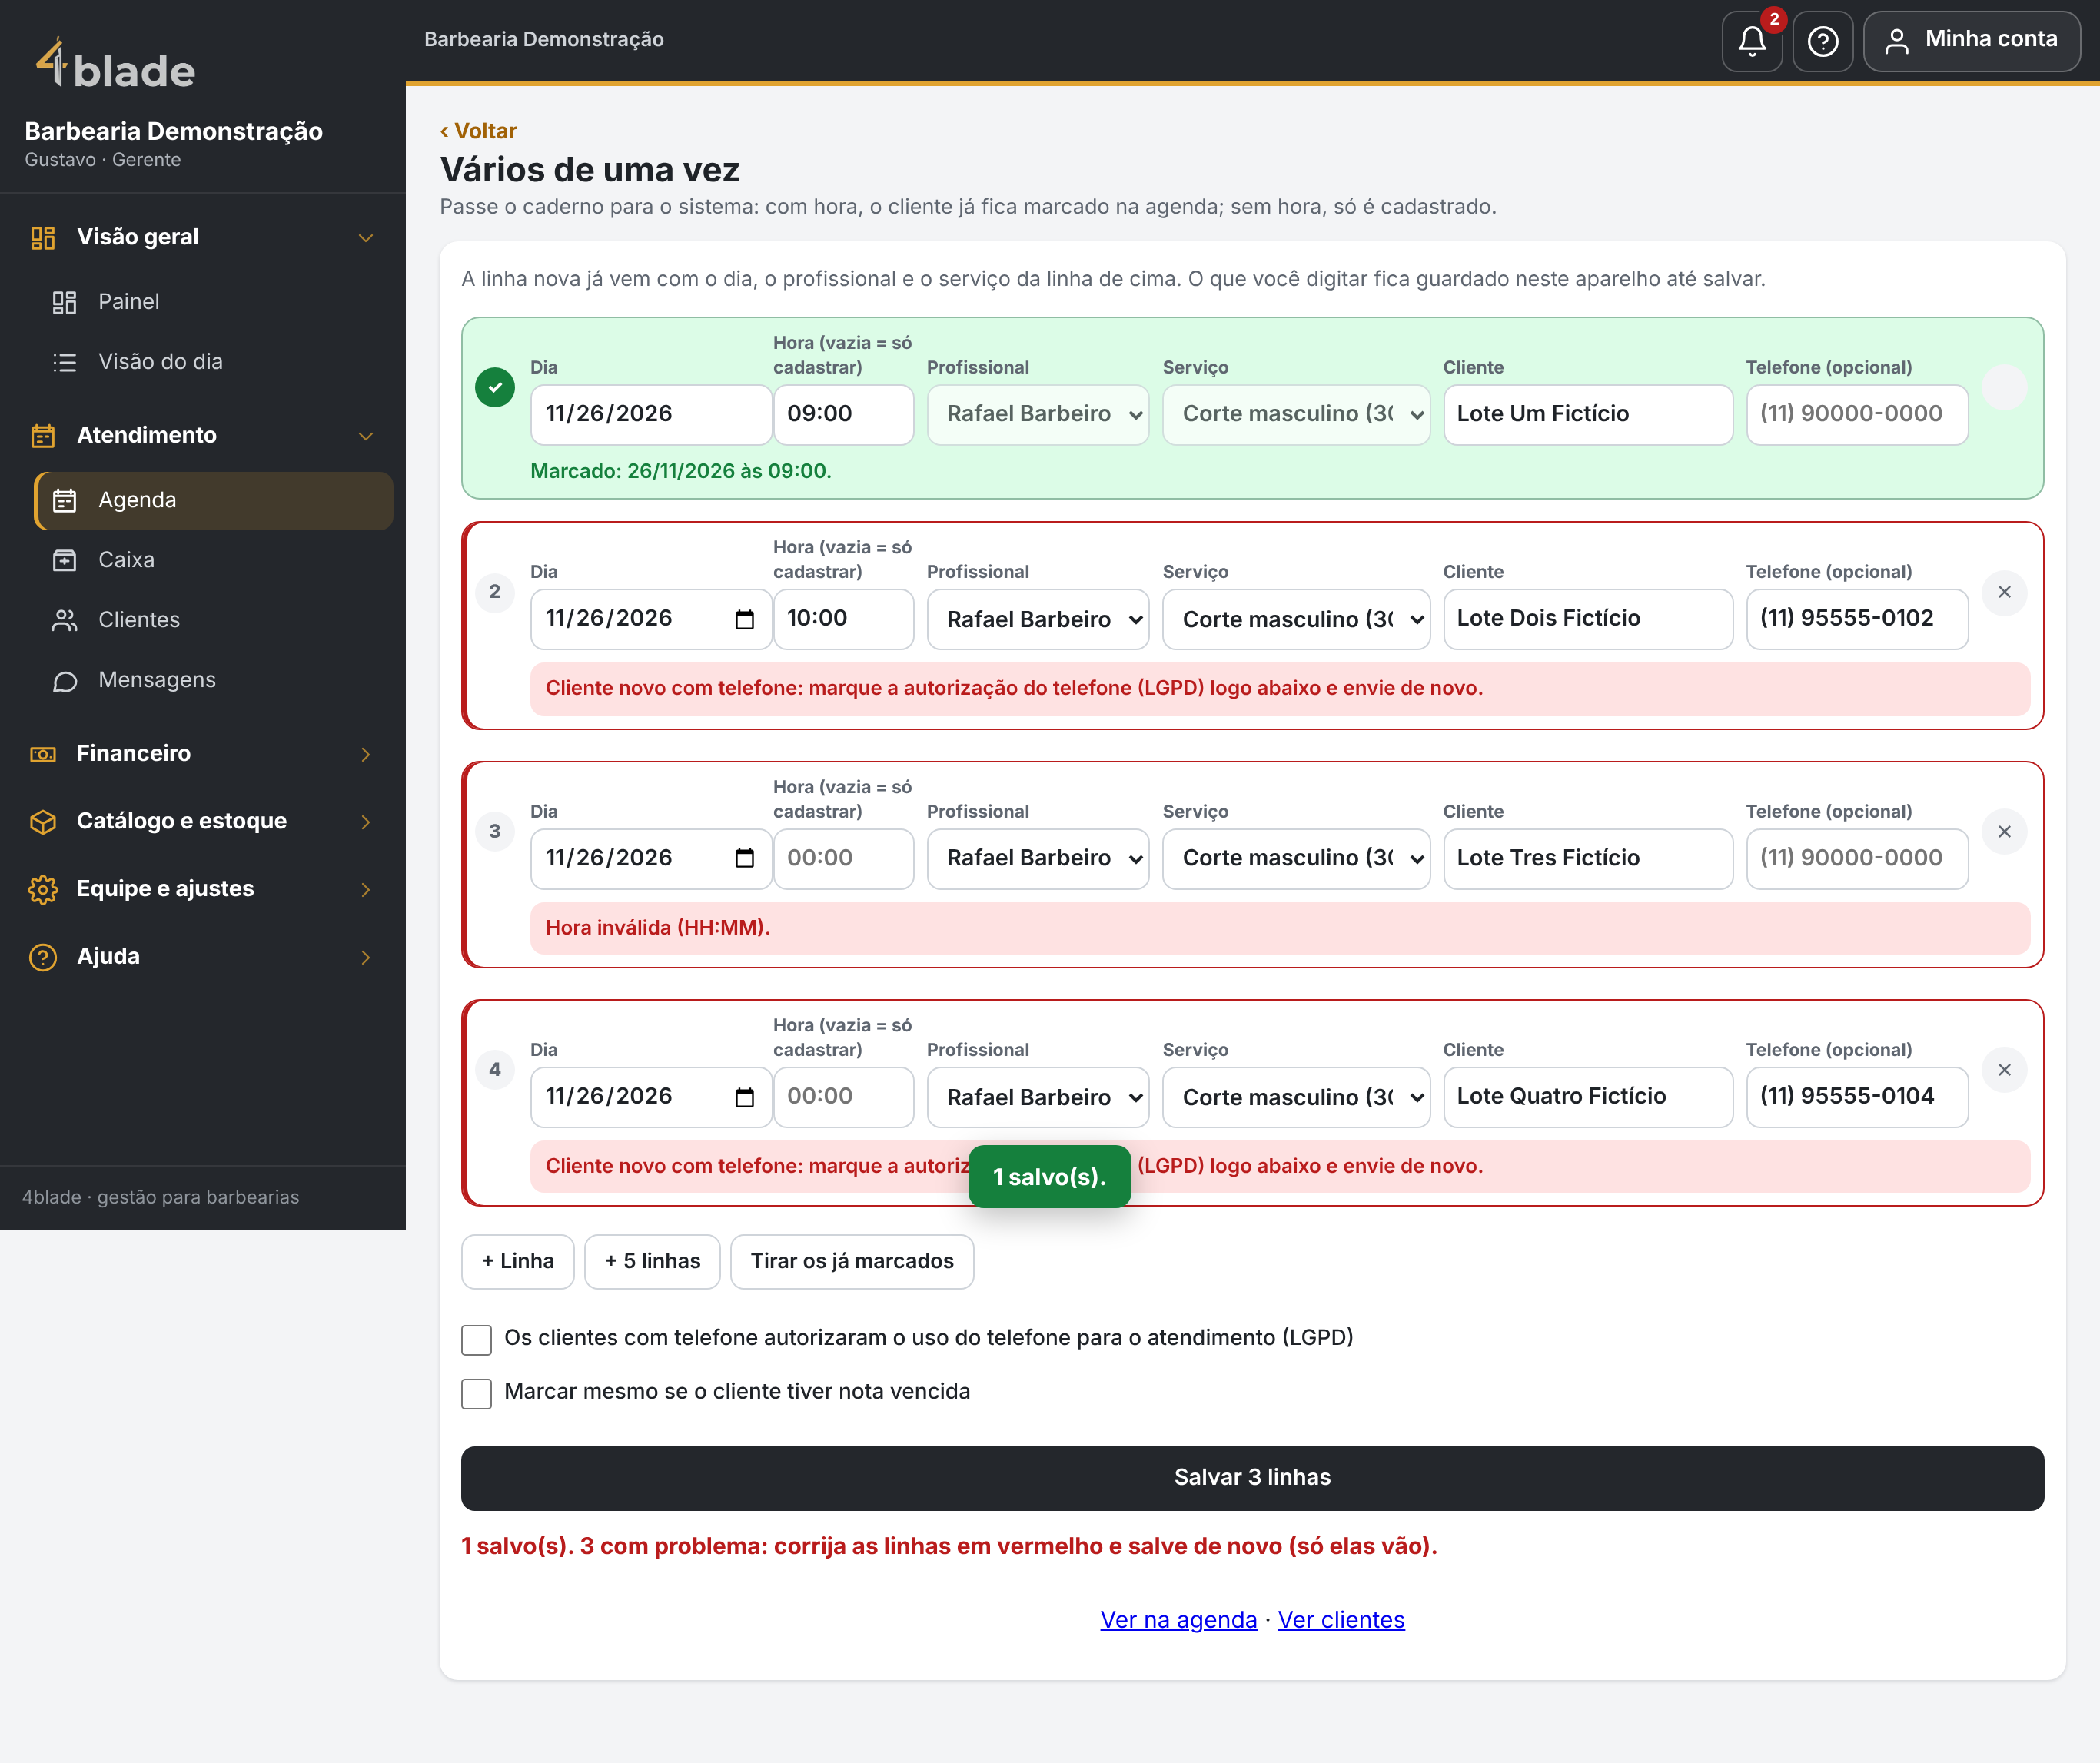 4blade
Barbearia Demonstração
Gustavo · Gerente
Visão geral
Painel
Visão do dia
Atendimento
Agenda
Caixa
Clientes
Mensagens
Financeiro
Catálogo e estoque
Equipe e ajustes
Ajuda
4blade · gestão para barbearias
Barbearia Demonstração
2
Minha conta
‹ Voltar
Vários de uma vez
Passe o caderno para o sistema: com hora, o cliente já fica marcado na agenda; sem hora, só é cadastrado.
A linha nova já vem com o dia, o profissional e o serviço da linha de cima. O que você digitar fica guardado neste aparelho até salvar.
Dia Hora (vazia = só cadastrar) Profissional Serviço Cliente Telefone (opcional)
11/26/2026 09:00 Rafael Barbeiro Corte masculino (30 Lote Um Fictício (11) 90000-0000
Marcado: 26/11/2026 às 09:00.
Dia Hora (vazia = só cadastrar) Profissional Serviço Cliente Telefone (opcional)
2 11/26/2026 10:00 Rafael Barbeiro Corte masculino (30 Lote Dois Fictício (11) 95555-0102
Cliente novo com telefone: marque a autorização do telefone (LGPD) logo abaixo e envie de novo.
Dia Hora (vazia = só cadastrar) Profissional Serviço Cliente Telefone (opcional)
3 11/26/2026 00:00 Rafael Barbeiro Corte masculino (30 Lote Tres Fictício (11) 90000-0000
Hora inválida (HH:MM).
Dia Hora (vazia = só cadastrar) Profissional Serviço Cliente Telefone (opcional)
4 11/26/2026 00:00 Rafael Barbeiro Corte masculino (30 Lote Quatro Fictício (11) 95555-0104
Cliente novo com telefone: marque a autoriz (LGPD) logo abaixo e envie de novo.
1 salvo(s).
+ Linha + 5 linhas Tirar os já marcados
Os clientes com telefone autorizaram o uso do telefone para o atendimento (LGPD)
Marcar mesmo se o cliente tiver nota vencida
Salvar 3 linhas
1 salvo(s). 3 com problema: corrija as linhas em vermelho e salve de novo (só elas vão).
Ver na agenda · Ver clientes